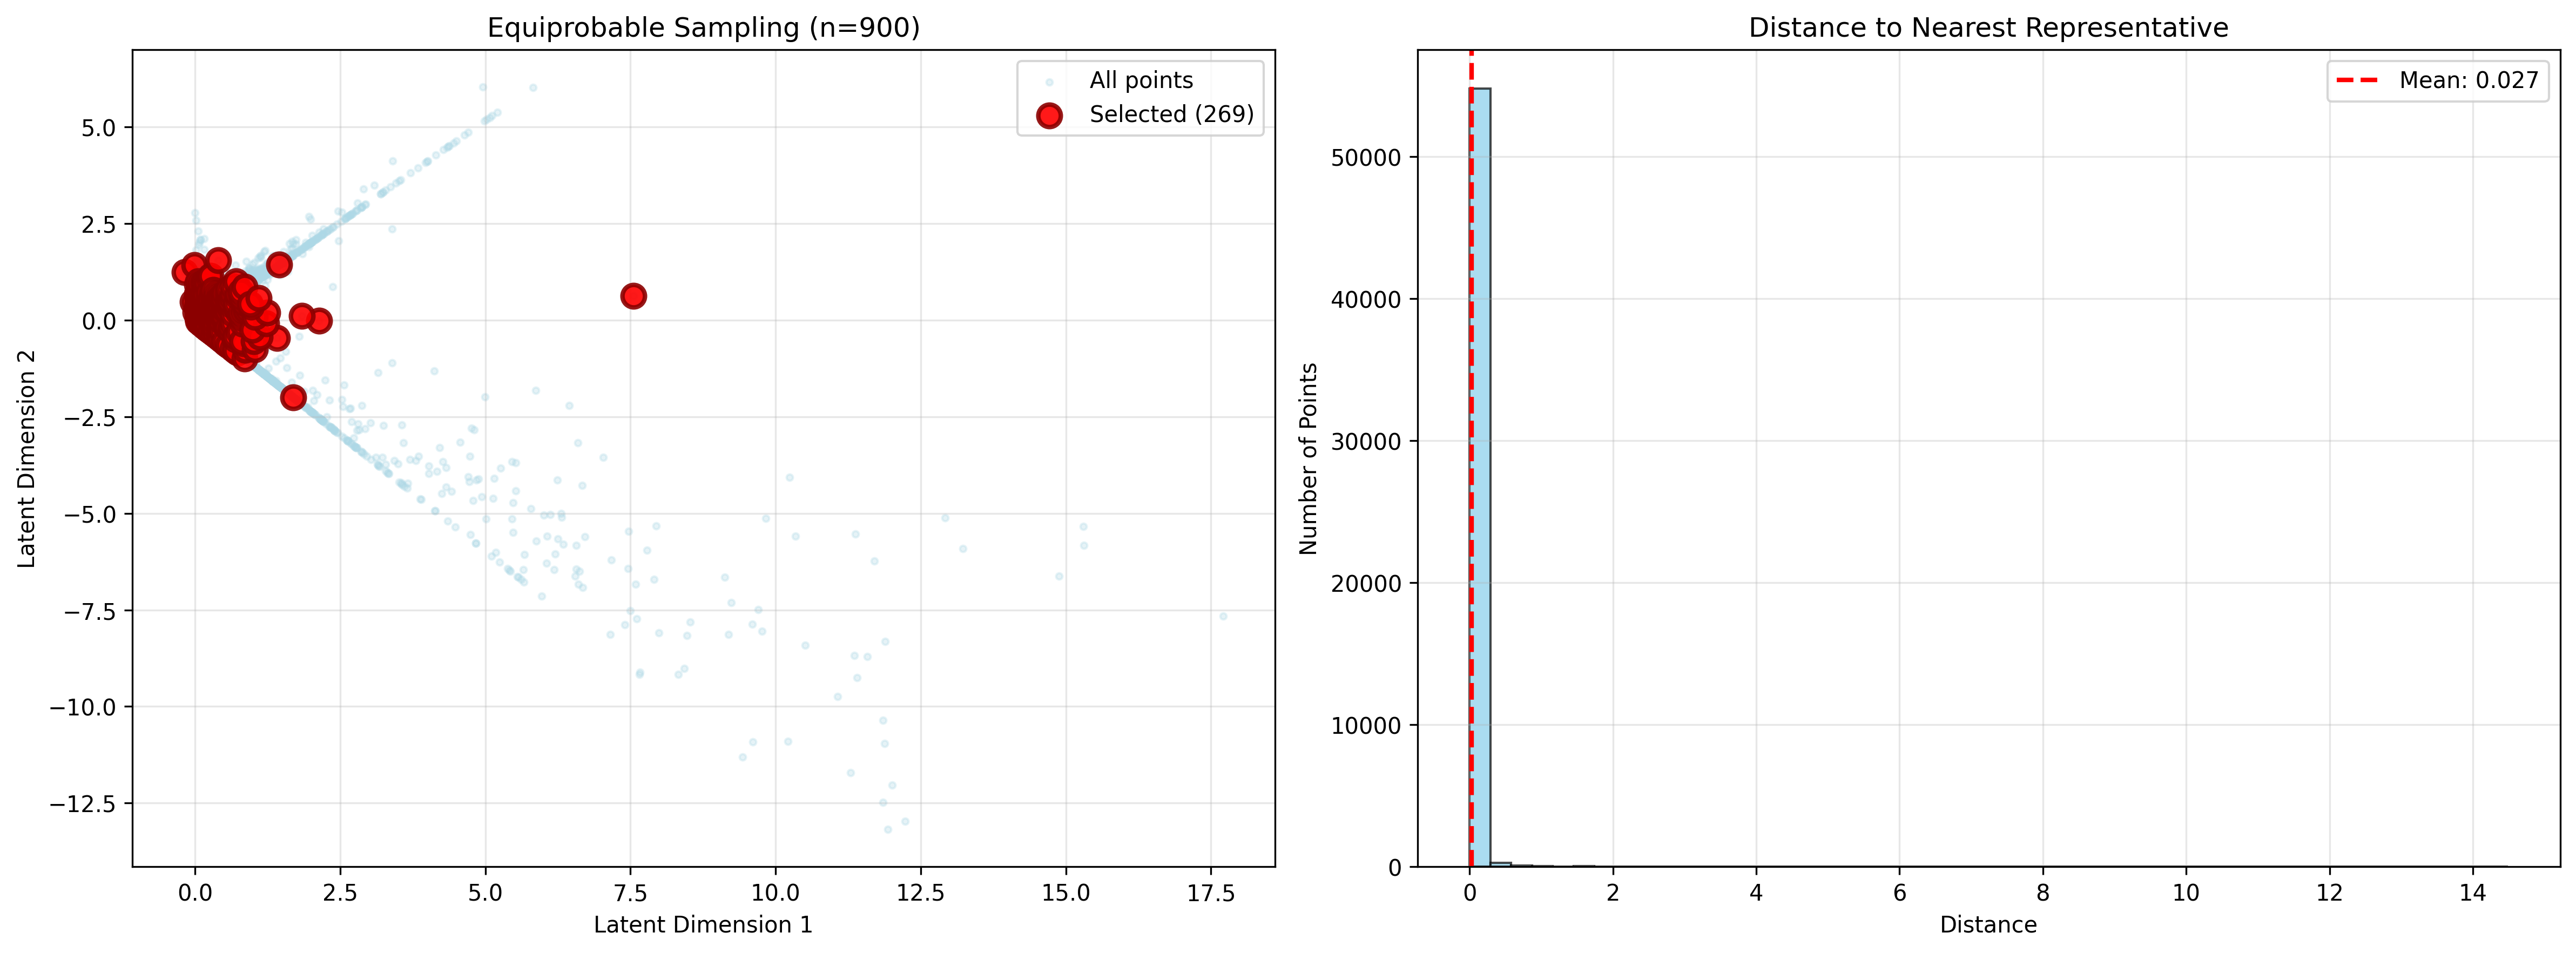 Equiprobable Sampling (n=900)
All points
Selected (269)
5.0
2.5
0.0
−2.5
−5.0
−7.5
−10.0
−12.5
Latent Dimension 2
0.0 2.5 5.0 7.5 10.0 12.5 15.0 17.5
Latent Dimension 1
Distance to Nearest Representative
Mean: 0.027
50000
40000
30000
20000
10000
0
Number of Points
0 2 4 6 8 10 12 14
Distance